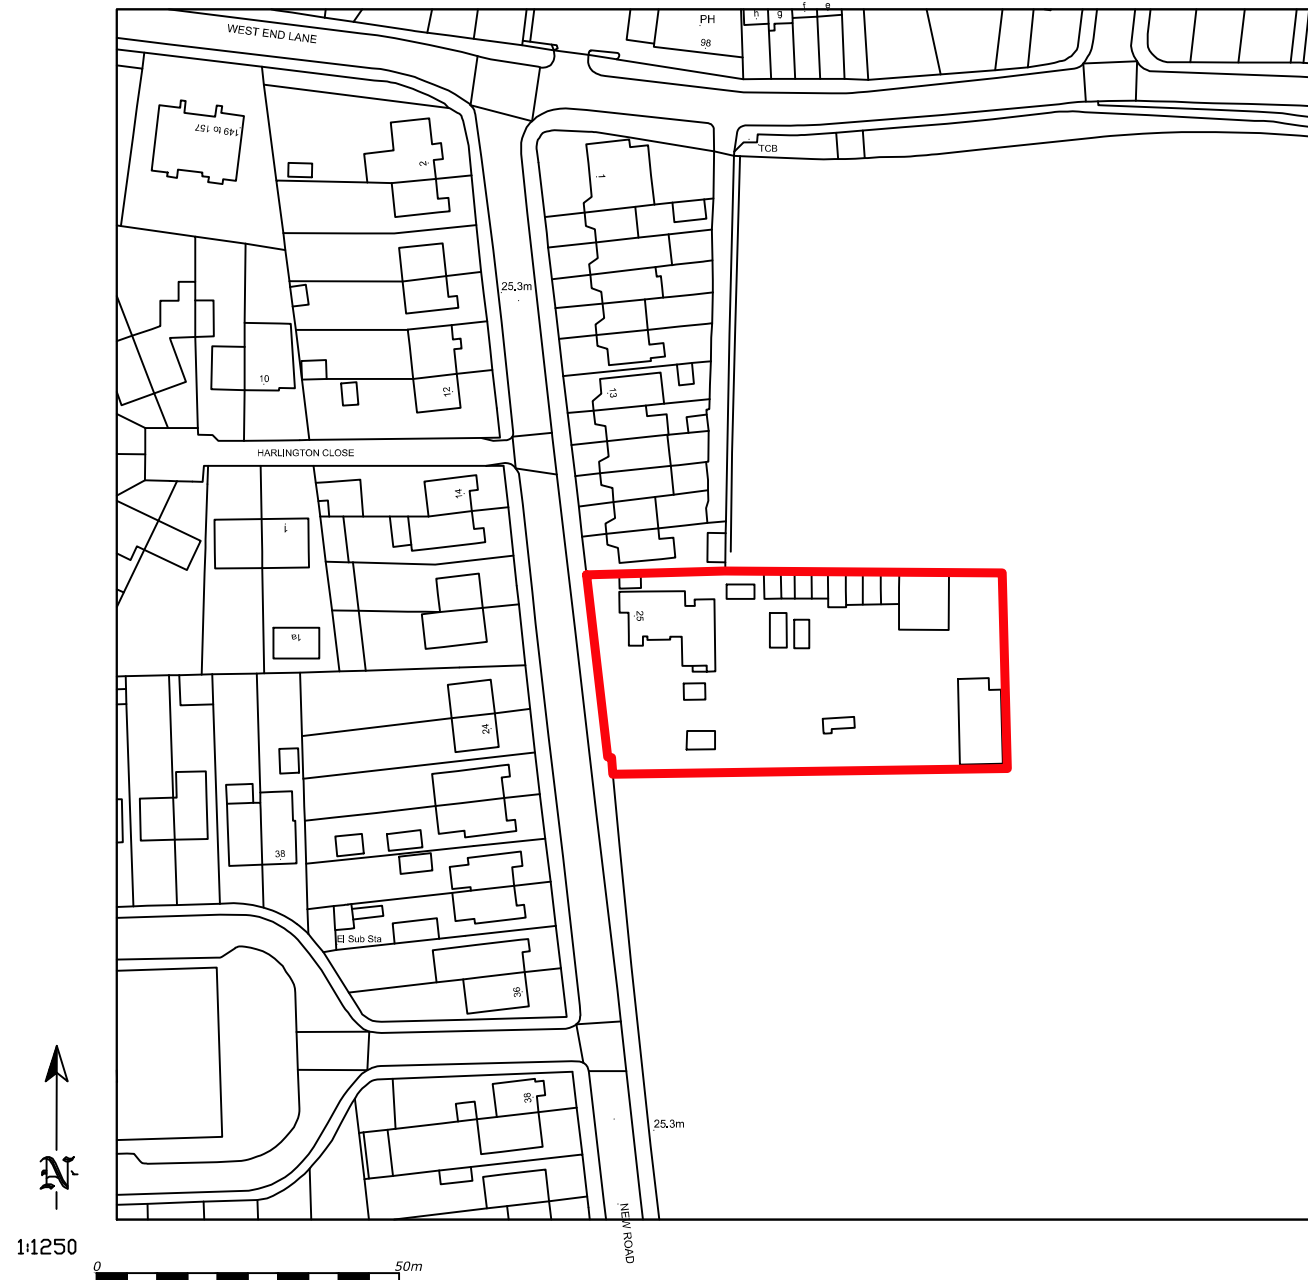 PH
98
h
g
f
e
WEST END LANE
149 to 157
TCB
2
1
25.3m
10
12
13
HARLINGTON CLOSE
14
1
25
1a
24
38
El Sub Sta
36
38
25.3m
N
NEW ROAD
1:1250
0
50m